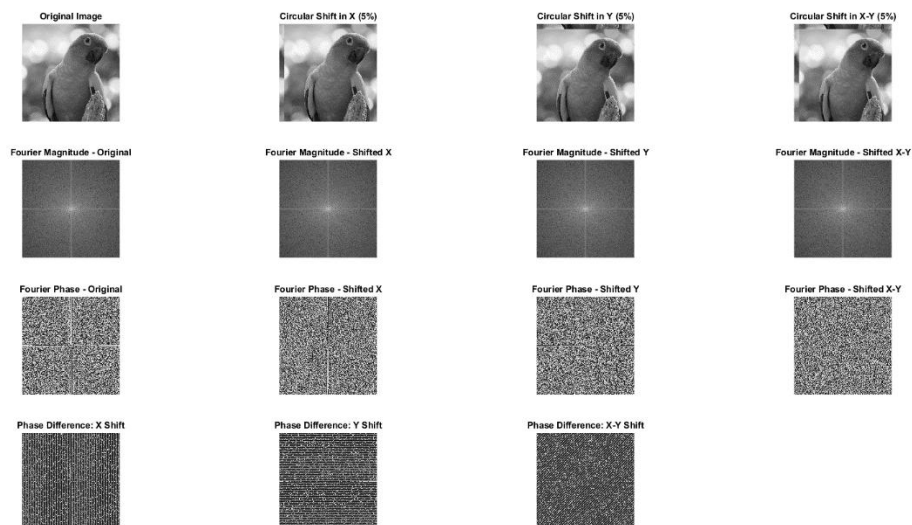 Original Image
Circular Shift in X (5%)
Circular Shift in Y (5%)
Circular Shift in X-Y (5%)
Fourier Magnitude - Original
Fourier Magnitude - Shifted X
Fourier Magnitude - Shifted Y
Fourier Magnitude - Shifted X-Y
Fourier Phase - Original
Fourier Phase - Shifted X
Fourier Phase - Shifted Y
Fourier Phase - Shifted X-Y
Phase Difference: X Shift
Phase Difference: Y Shift
Phase Difference: X-Y Shift